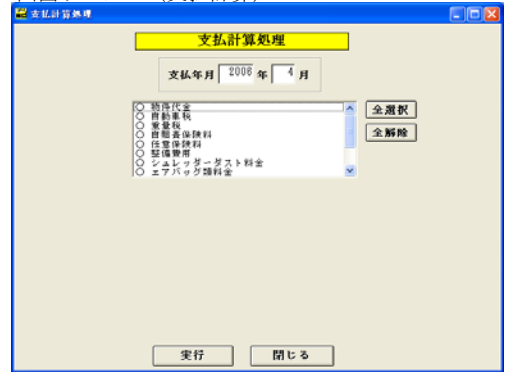 支払計算処理
支払計算処理
支払年月 2006 年 4 月
○ 物件代金
○ 自動車税
○ 重量税
○ 自賠責保険料
○ 任意保険料
○ 整備費用
○ シュレッダーダスト料金
○ エアバッグ類料金
全選択
全解除
実行
閉じる